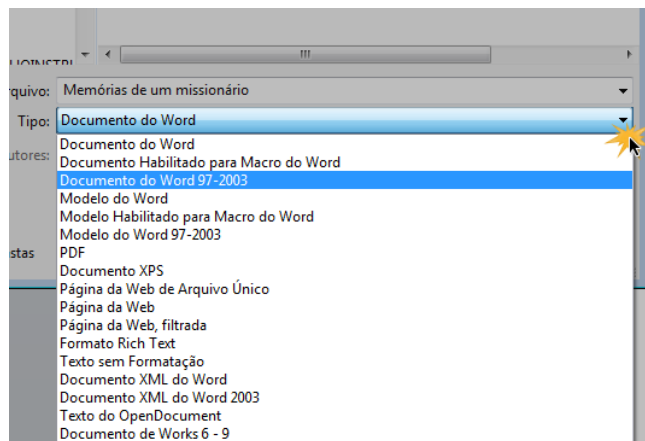 rquivo: Memórias de um missionário
Tipo: Documento do Word
utores:
Documento do Word
Documento Habilitado para Macro do Word
Documento do Word 97-2003
Modelo do Word
Modelo Habilitado para Macro do Word
Modelo do Word 97-2003
stas
PDF
Documento XPS
Página da Web de Arquivo Único
Página da Web
Página da Web, filtrada
Formato Rich Text
Texto sem Formatação
Documento XML do Word
Documento XML do Word 2003
Texto do OpenDocument
Documento de Works 6 - 9